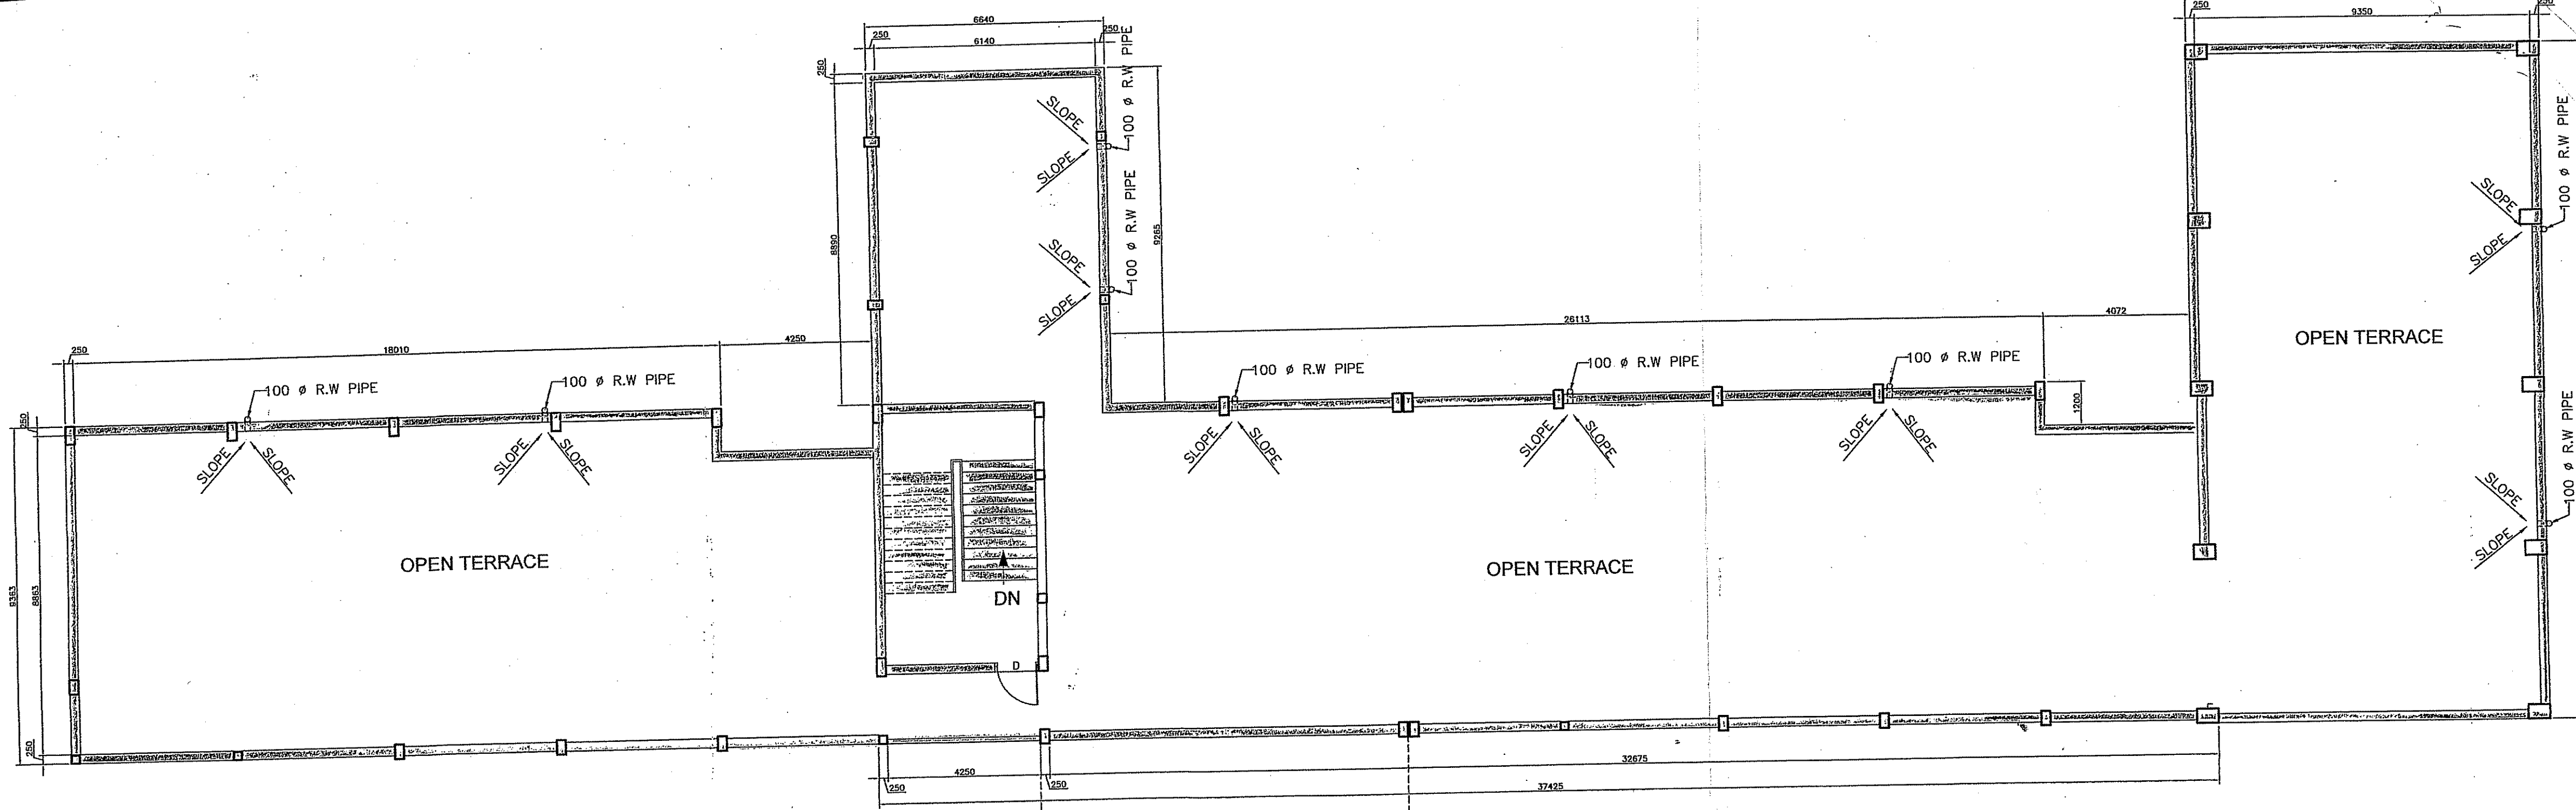 6640
250
6140
250
250
250
9350
100 ø R.W PIPE
SLOPE
SLOPE
100 ø R.W PIPE
SLOPE
SLOPE
8890
9265
100 ø R.W PIPE
SLOPE
SLOPE
100 ø R.W PIPE
SLOPE
SLOPE
OPEN TERRACE
250
18010
4250
26113
4072
100 ø R.W PIPE
100 ø R.W PIPE
100 ø R.W PIPE
100 ø R.W PIPE
100 ø R.W PIPE
1200
250
SLOPE
SLOPE
SLOPE
SLOPE
SLOPE
SLOPE
SLOPE
SLOPE
SLOPE
SLOPE
9363
8863
OPEN TERRACE
OPEN TERRACE
DN
D
250
4250
32675
250
250
37425